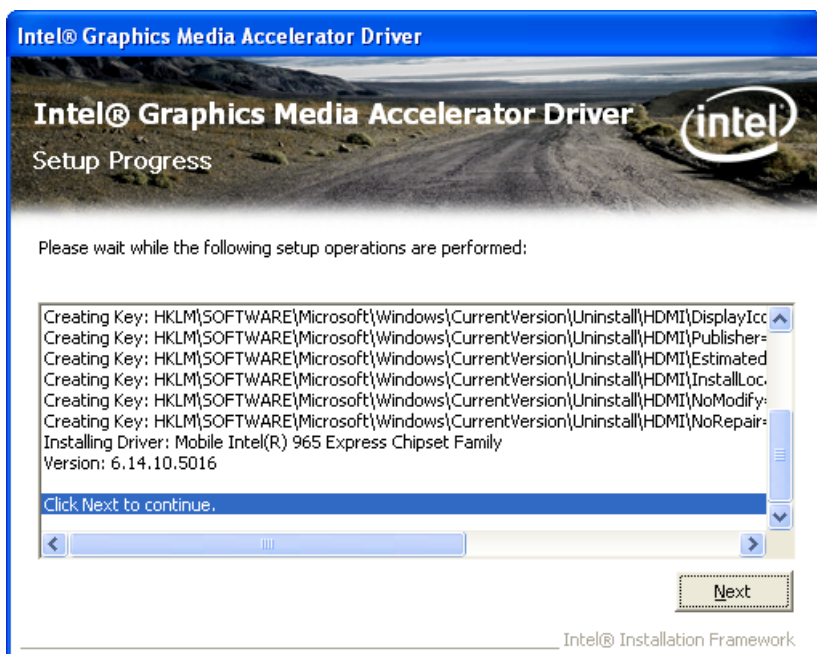 Intel® Graphics Media Accelerator Driver
Intel® Graphics Media Accelerator Driver
intel
Setup Progress
Please wait while the following setup operations are performed:
Creating Key: HKLM\SOFTWARE\Microsoft\Windows\CurrentVersion\Uninstall\HDMI\DisplayIcc
Creating Key: HKLM\SOFTWARE\Microsoft\Windows\CurrentVersion\Uninstall\HDMI\Publisher=
Creating Key: HKLM\SOFTWARE\Microsoft\Windows\CurrentVersion\Uninstall\HDMI\Estimated
Creating Key: HKLM\SOFTWARE\Microsoft\Windows\CurrentVersion\Uninstall\HDMI\InstallLoc
Creating Key: HKLM\SOFTWARE\Microsoft\Windows\CurrentVersion\Uninstall\HDMI\NoModify=
Creating Key: HKLM\SOFTWARE\Microsoft\Windows\CurrentVersion\Uninstall\HDMI\NoRepair=
Installing Driver: Mobile Intel(R) 965 Express Chipset Family
Version: 6.14.10.5016
Click Next to continue.
Next
Intel® Installation Framework